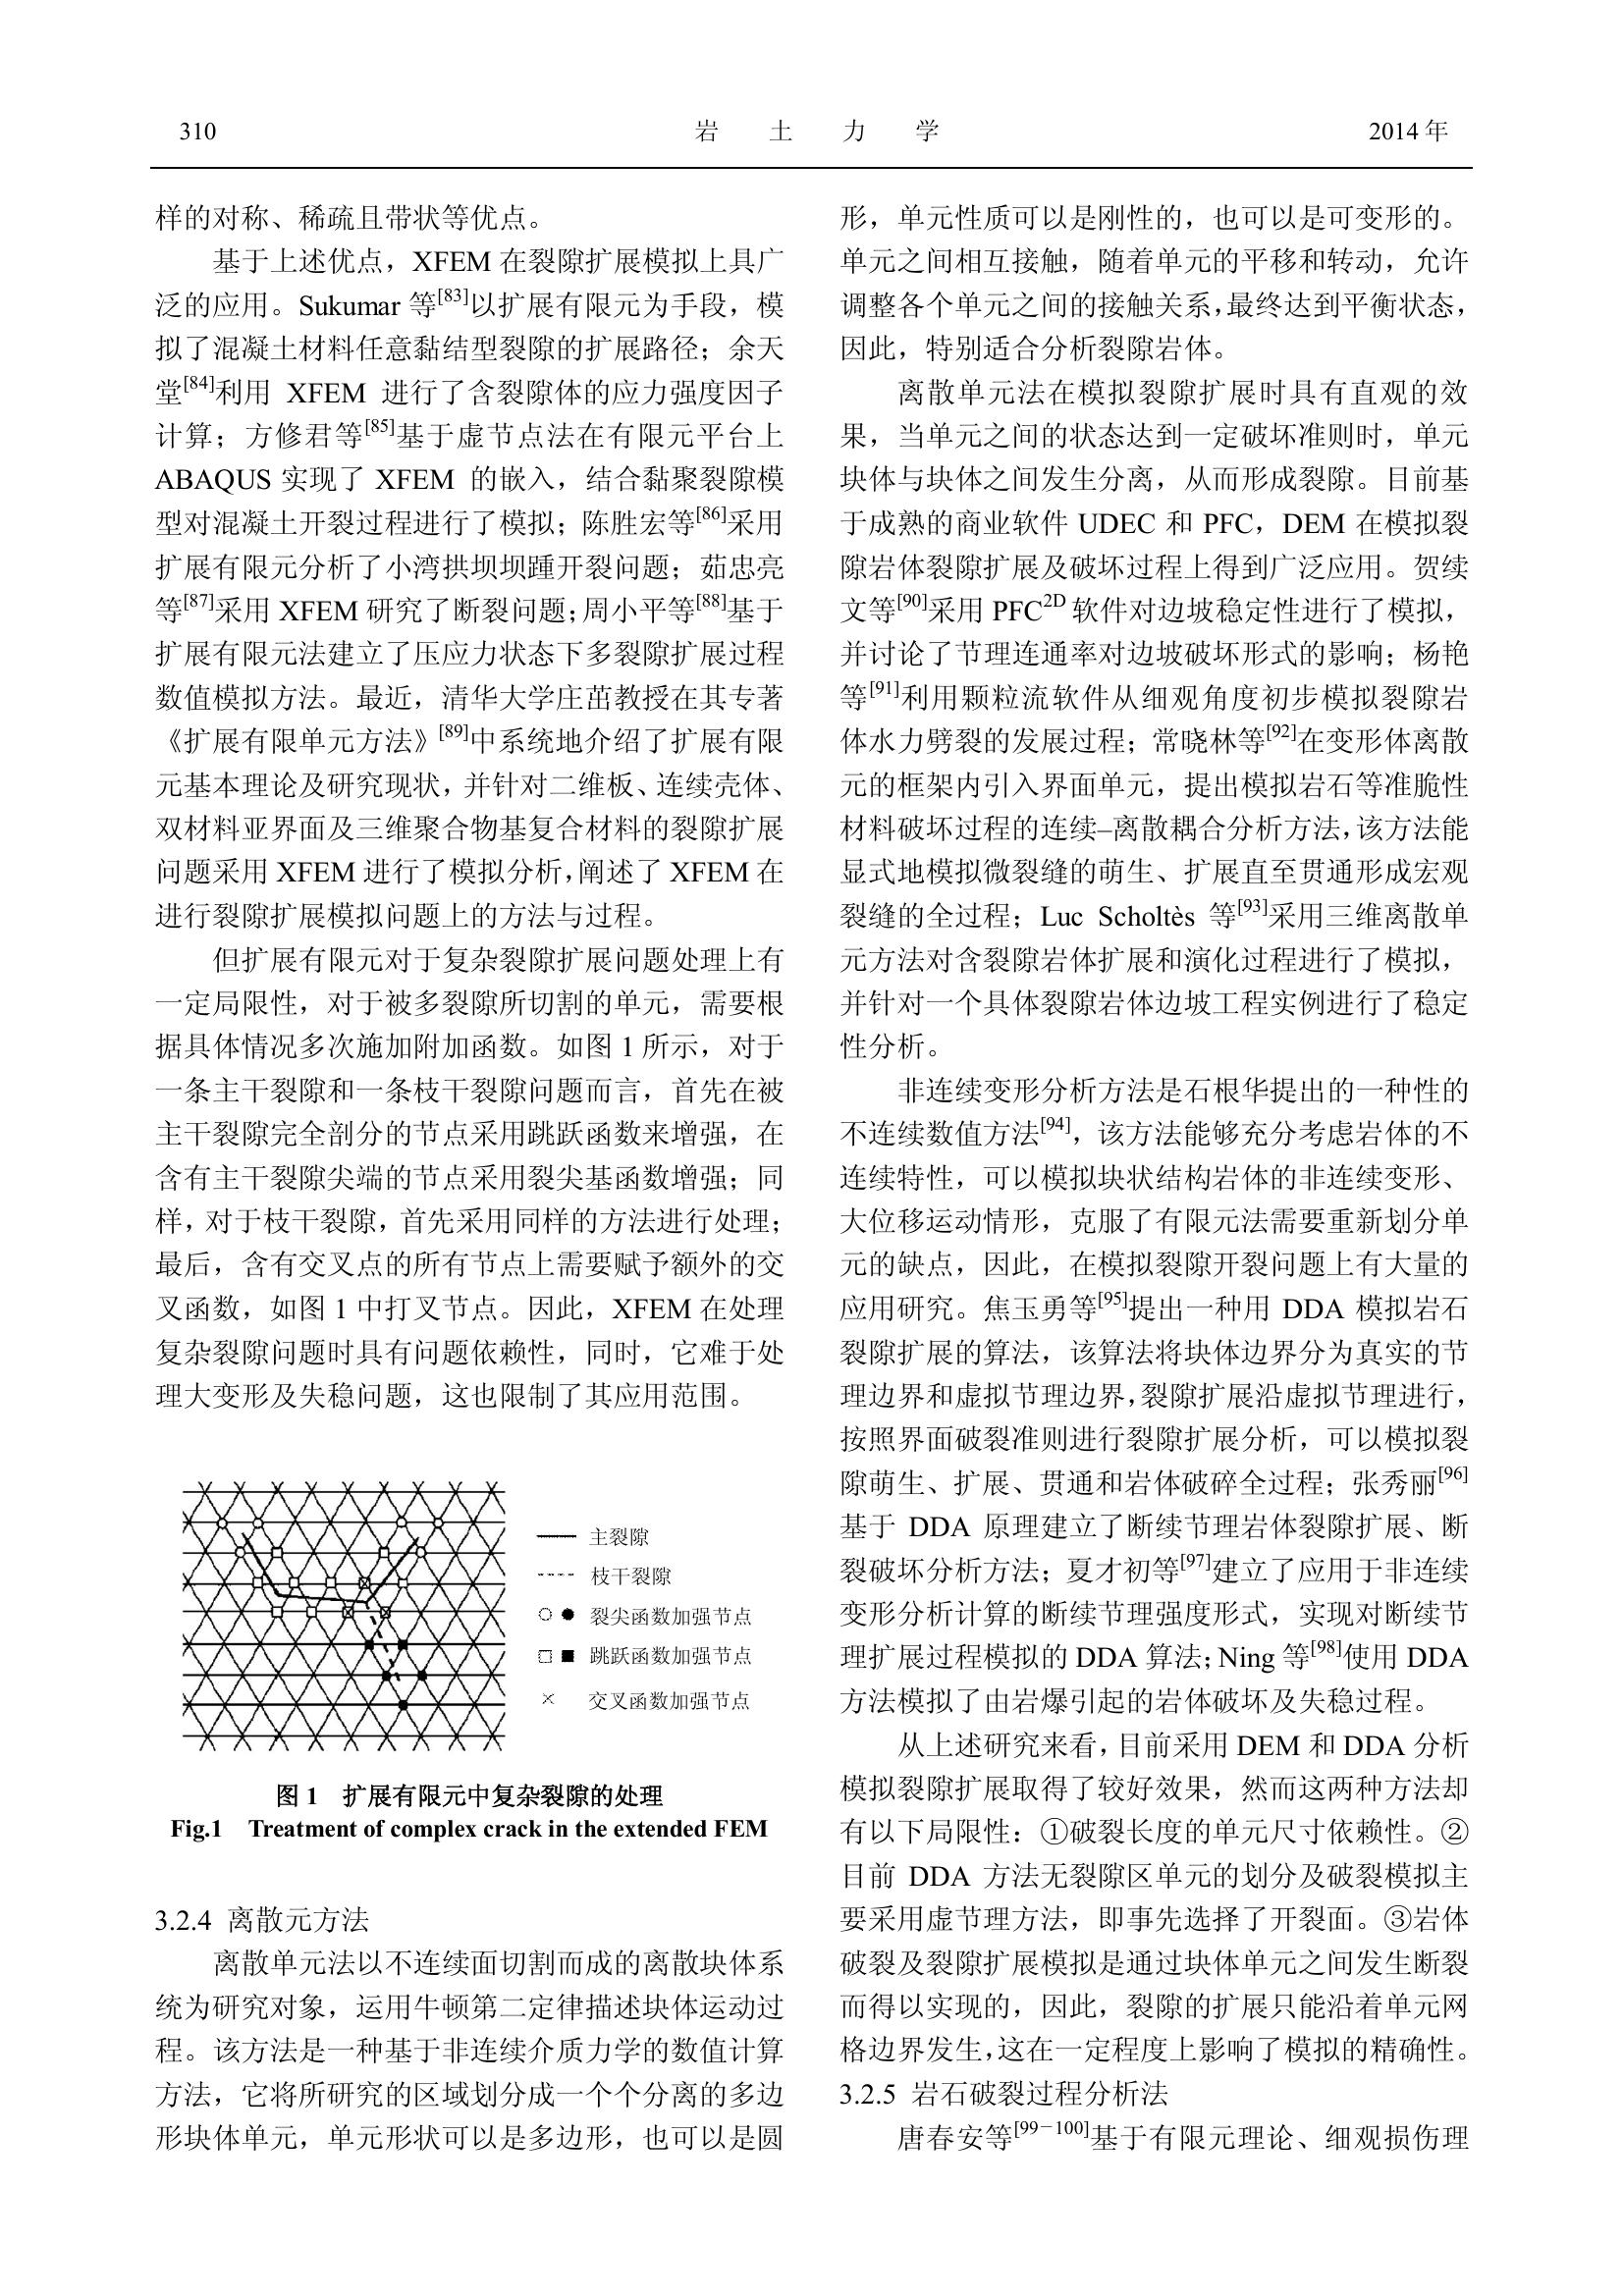 310
岩 土 力 学
2014 年
样的对称、稀疏且带状等优点。
基于上述优点，XFEM 在裂隙扩展模拟上具广
泛的应用。Sukumar 等[83]以扩展有限元为手段，模
拟了混凝土材料任意黏结型裂隙的扩展路径；余天
堂[84]利用 XFEM 进行了含裂隙体的应力强度因子
计算；方修君等[85]基于虚节点法在有限元平台上
ABAQUS 实现了 XFEM 的嵌入，结合黏聚裂隙模
型对混凝土开裂过程进行了模拟；陈胜宏等[86]采用
扩展有限元分析了小湾拱坝坝踵开裂问题；茹忠亮
等[87]采用 XFEM 研究了断裂问题；周小平等[88]基于
扩展有限元法建立了压应力状态下多裂隙扩展过程
数值模拟方法。最近，清华大学庄茁教授在其专著
《扩展有限单元方法》[89]中系统地介绍了扩展有限
元基本理论及研究现状，并针对二维板、连续壳体、
双材料亚界面及三维聚合物基复合材料的裂隙扩展
问题采用 XFEM 进行了模拟分析，阐述了 XFEM 在
进行裂隙扩展模拟问题上的方法与过程。
但扩展有限元对于复杂裂隙扩展问题处理上有
一定局限性，对于被多裂隙所切割的单元，需要根
据具体情况多次施加附加函数。如图 1 所示，对于
一条主干裂隙和一条枝干裂隙问题而言，首先在被
主干裂隙完全剖分的节点采用跳跃函数来增强，在
含有主干裂隙尖端的节点采用裂尖基函数增强；同
样，对于枝干裂隙，首先采用同样的方法进行处理；
最后，含有交叉点的所有节点上需要赋予额外的交
叉函数，如图 1 中打叉节点。因此，XFEM 在处理
复杂裂隙问题时具有问题依赖性，同时，它难于处
理大变形及失稳问题，这也限制了其应用范围。
主裂隙
枝干裂隙
裂尖函数加强节点
跳跃函数加强节点
交叉函数加强节点
图 1 扩展有限元中复杂裂隙的处理
Fig.1 Treatment of complex crack in the extended FEM
3.2.4 离散元方法
离散单元法以不连续面切割而成的离散块体系
统为研究对象，运用牛顿第二定律描述块体运动过
程。该方法是一种基于非连续介质力学的数值计算
方法，它将所研究的区域划分成一个个分离的多边
形块体单元，单元形状可以是多边形，也可以是圆
形，单元性质可以是刚性的，也可以是可变形的。
单元之间相互接触，随着单元的平移和转动，允许
调整各个单元之间的接触关系，最终达到平衡状态，
因此，特别适合分析裂隙岩体。
离散单元法在模拟裂隙扩展时具有直观的效
果，当单元之间的状态达到一定破坏准则时，单元
块体与块体之间发生分离，从而形成裂隙。目前基
于成熟的商业软件 UDEC 和 PFC，DEM 在模拟裂
隙岩体裂隙扩展及破坏过程上得到广泛应用。贺续
文等[90]采用 PFC2D 软件对边坡稳定性进行了模拟，
并讨论了节理连通率对边坡破坏形式的影响；杨艳
等[91]利用颗粒流软件从细观角度初步模拟裂隙岩
体水力劈裂的发展过程；常晓林等[92]在变形体离散
元的框架内引入界面单元，提出模拟岩石等准脆性
材料破坏过程的连续–离散耦合分析方法，该方法能
显式地模拟微裂缝的萌生、扩展直至贯通形成宏观
裂缝的全过程；Luc Scholtès 等[93]采用三维离散单
元方法对含裂隙岩体扩展和演化过程进行了模拟，
并针对一个具体裂隙岩体边坡工程实例进行了稳定
性分析。
非连续变形分析方法是石根华提出的一种性的
不连续数值方法[94]，该方法能够充分考虑岩体的不
连续特性，可以模拟块状结构岩体的非连续变形、
大位移运动情形，克服了有限元法需要重新划分单
元的缺点，因此，在模拟裂隙开裂问题上有大量的
应用研究。焦玉勇等[95]提出一种用 DDA 模拟岩石
裂隙扩展的算法，该算法将块体边界分为真实的节
理边界和虚拟节理边界，裂隙扩展沿虚拟节理进行，
按照界面破裂准则进行裂隙扩展分析，可以模拟裂
隙萌生、扩展、贯通和岩体破碎全过程；张秀丽[96]
基于 DDA 原理建立了断续节理岩体裂隙扩展、断
裂破坏分析方法；夏才初等[97]建立了应用于非连续
变形分析计算的断续节理强度形式，实现对断续节
理扩展过程模拟的 DDA 算法；Ning 等[98]使用 DDA
方法模拟了由岩爆引起的岩体破坏及失稳过程。
从上述研究来看，目前采用 DEM 和 DDA 分析
模拟裂隙扩展取得了较好效果，然而这两种方法却
有以下局限性：①破裂长度的单元尺寸依赖性。②
目前 DDA 方法无裂隙区单元的划分及破裂模拟主
要采用虚节理方法，即事先选择了开裂面。③岩体
破裂及裂隙扩展模拟是通过块体单元之间发生断裂
而得以实现的，因此，裂隙的扩展只能沿着单元网
格边界发生，这在一定程度上影响了模拟的精确性。
3.2.5 岩石破裂过程分析法
唐春安等[99－100]基于有限元理论、细观损伤理